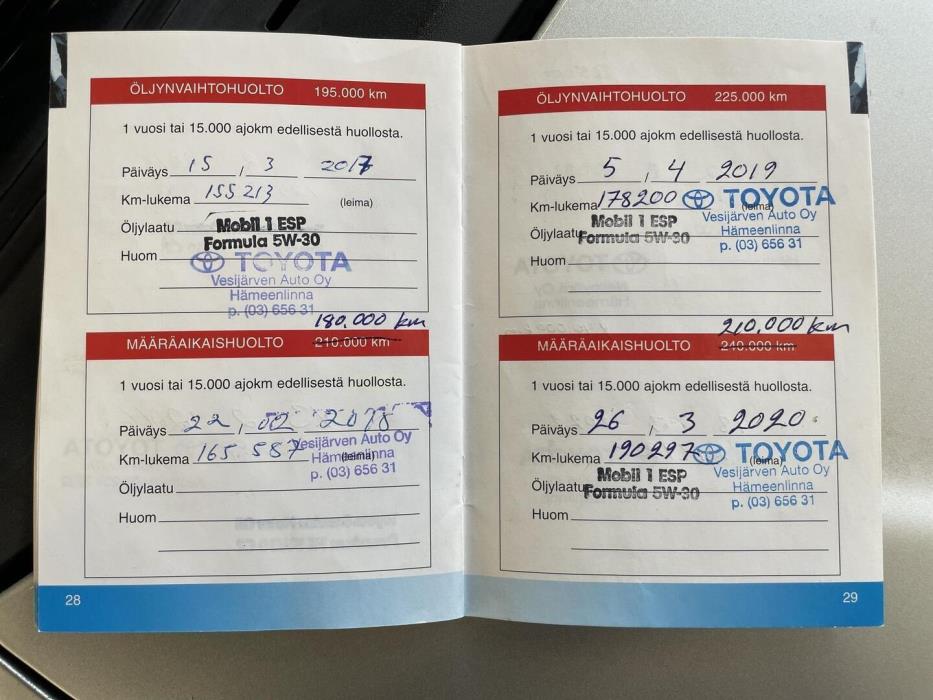 ÖLJYNVAIHTOHUOLTO 195.000 km
1 vuosi tai 15.000 ajokm edellisestä huollosta.
Päiväys 15 / 3 2017
Km-lukema 155 213 (leima)
Öljylaatu Mobil 1 ESP
Formula 5W-30
Huom
TOYOTA
Vesijärven Auto Oy
Hämeenlinna
p. (03) 656 31
180.000 km
MÄÄRÄAIKAISHUOLTO 210.000 km
1 vuosi tai 15.000 ajokm edellisestä huollosta.
Päiväys 22 / 02 2018
Km-lukema 165 587 (leima)
Vesijärven Auto Oy
Hämeenlinna
p. (03) 656 31
Öljylaatu
Huom
28
ÖLJYNVAIHTOHUOLTO 225.000 km
1 vuosi tai 15.000 ajokm edellisestä huollosta.
Päiväys 5 / 4 2019
Km-lukema 178200 (leima)
TOYOTA
Vesijärven Auto Oy
Hämeenlinna
p. (03) 656 31
Öljylaatu Mobil 1 ESP
Formula 5W-30
Huom
210.000 km
MÄÄRÄAIKAISHUOLTO 240.000 km
1 vuosi tai 15.000 ajokm edellisestä huollosta.
Päiväys 26 / 3 2020
Km-lukema 190297 (leima)
TOYOTA
Vesijärven Auto Oy
Hämeenlinna
p. (03) 656 31
Öljylaatu Mobil 1 ESP
Formula 5W-30
Huom
29